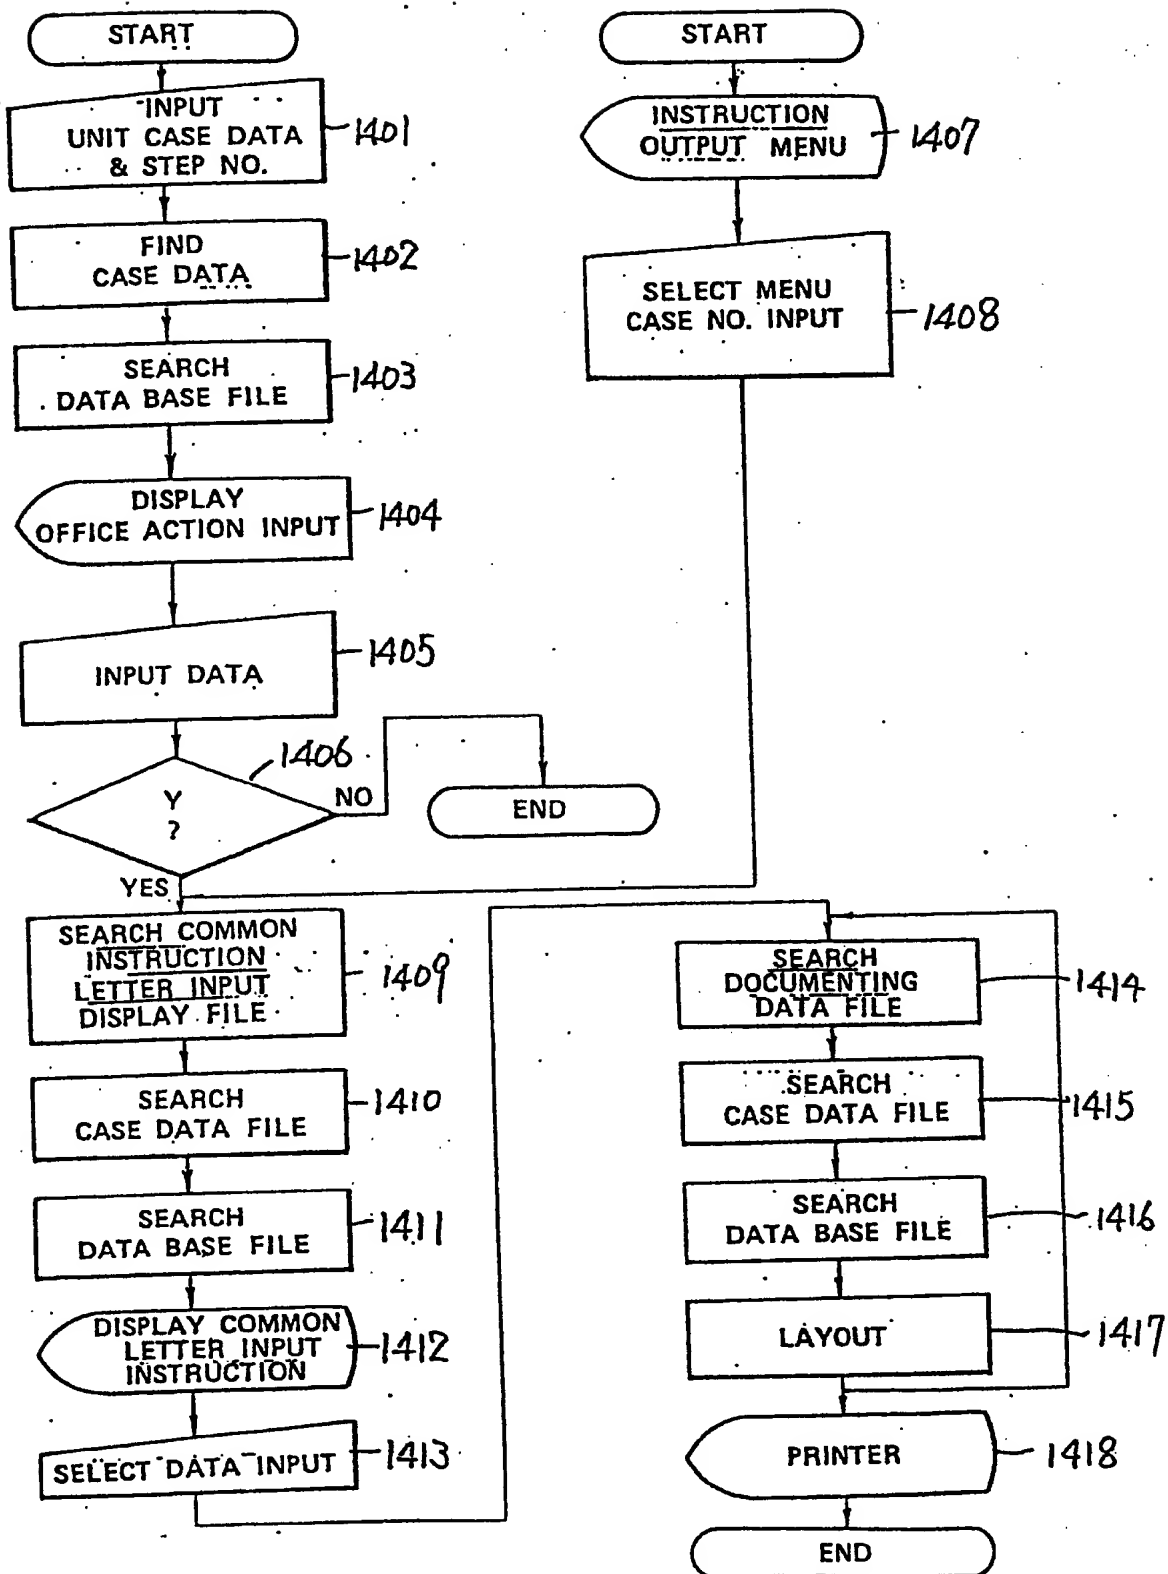 START
INPUT
UNIT CASE DATA
& STEP NO.
1401
FIND
CASE DATA
1402
SEARCH
DATA BASE FILE
1403
DISPLAY
OFFICE ACTION INPUT
1404
INPUT DATA
1405
1406
Y
?
NO
END
YES
START
INSTRUCTION
OUTPUT MENU
1407
SELECT MENU
CASE NO. INPUT
1408
SEARCH COMMON
INSTRUCTION
LETTER INPUT
DISPLAY FILE
1409
SEARCH
CASE DATA FILE
1410
SEARCH
DATA BASE FILE
1411
DISPLAY COMMON
LETTER INPUT
INSTRUCTION
1412
SELECT DATA INPUT
1413
SEARCH
DOCUMENTING
DATA FILE
1414
SEARCH
CASE DATA FILE
1415
SEARCH
DATA BASE FILE
1416
LAYOUT
1417
PRINTER
1418
END